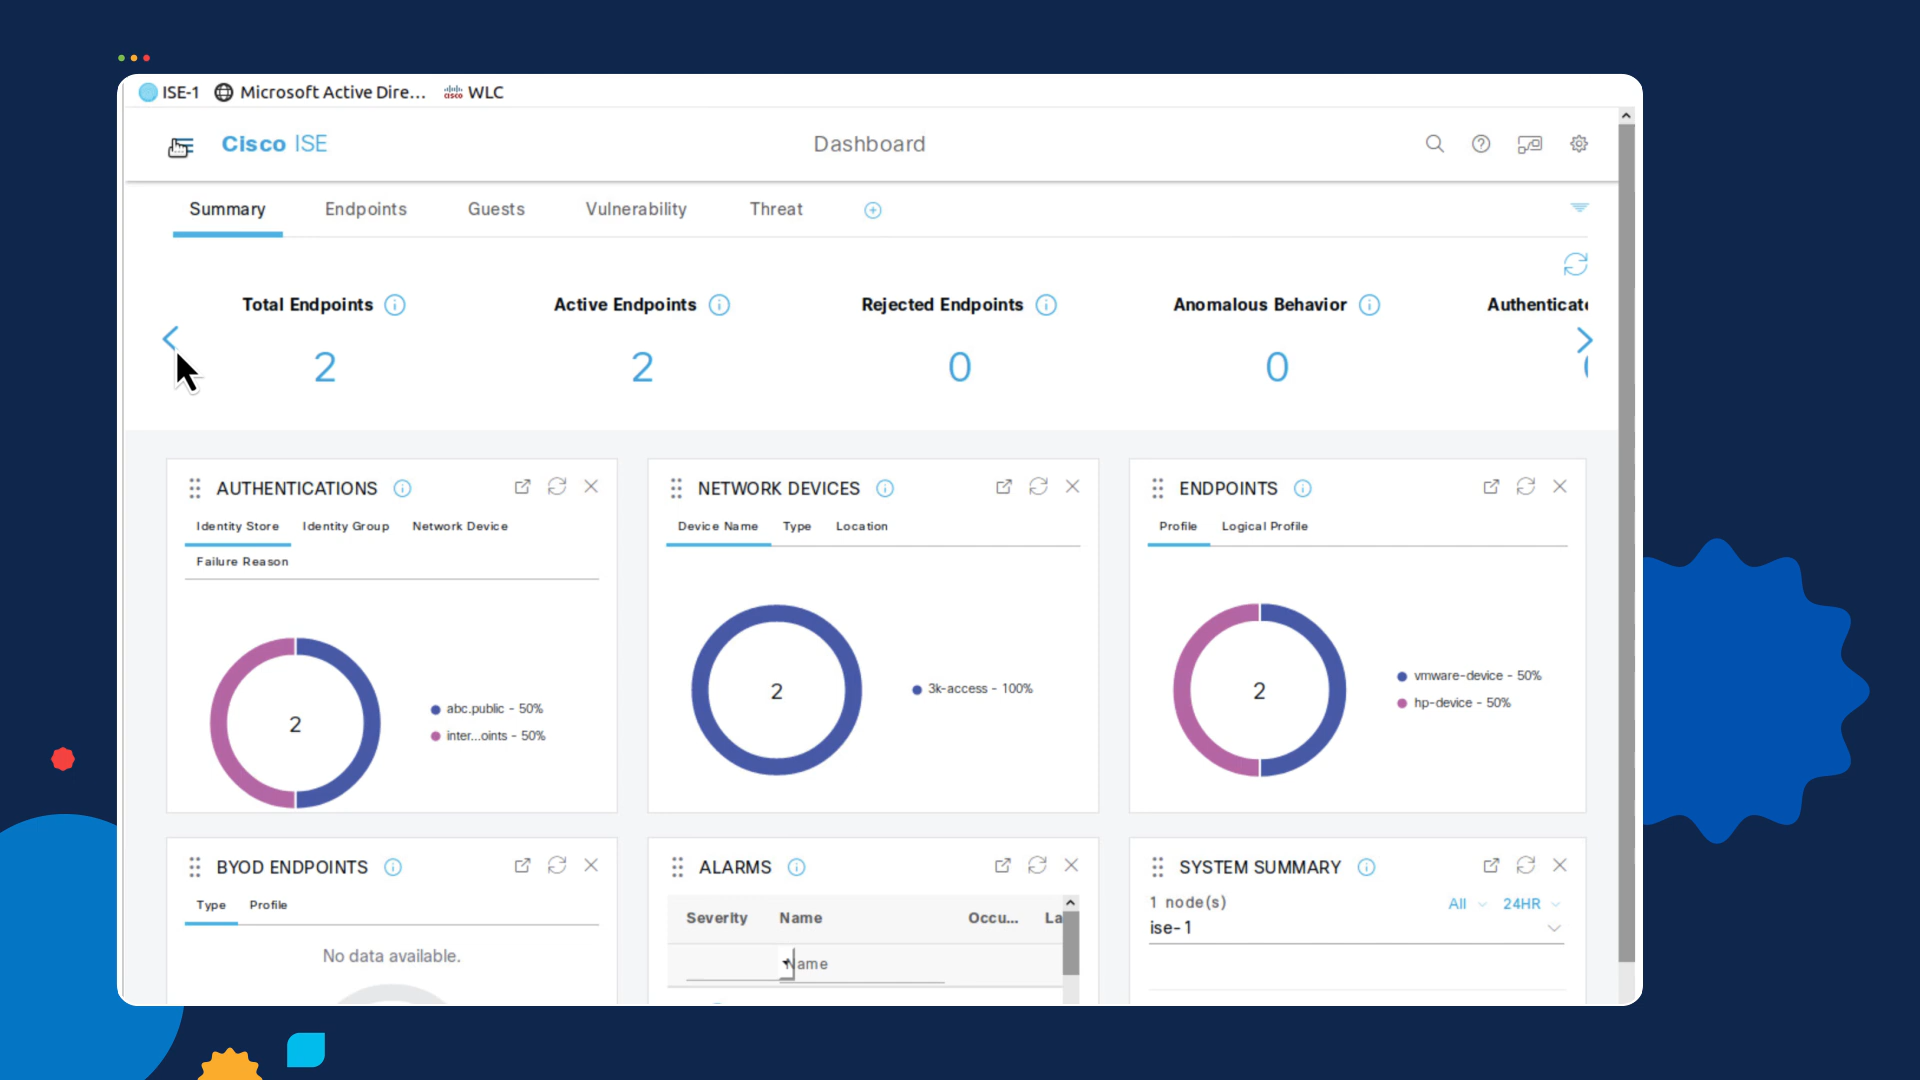 ISE-1 Microsoft Active Dire... WLC
Cisco ISE Dashboard
Summary Endpoints Guests Vulnerability Threat
Total Endpoints Active Endpoints Rejected Endpoints Anomalous Behavior Authenticat
2 2 0 0
AUTHENTICATIONS
Identity Store Identity Group Network Device
Failure Reason
2
abc.public - 50%
inter...oints - 50%
NETWORK DEVICES
Device Name Type Location
2
3k-access - 100%
ENDPOINTS
Profile Logical Profile
2
vmware-device - 50%
hp-device - 50%
BYOD ENDPOINTS
Type Profile
No data available.
ALARMS
Severity Name Occu... La
Name
SYSTEM SUMMARY
1 node(s) All 24HR
ise-1